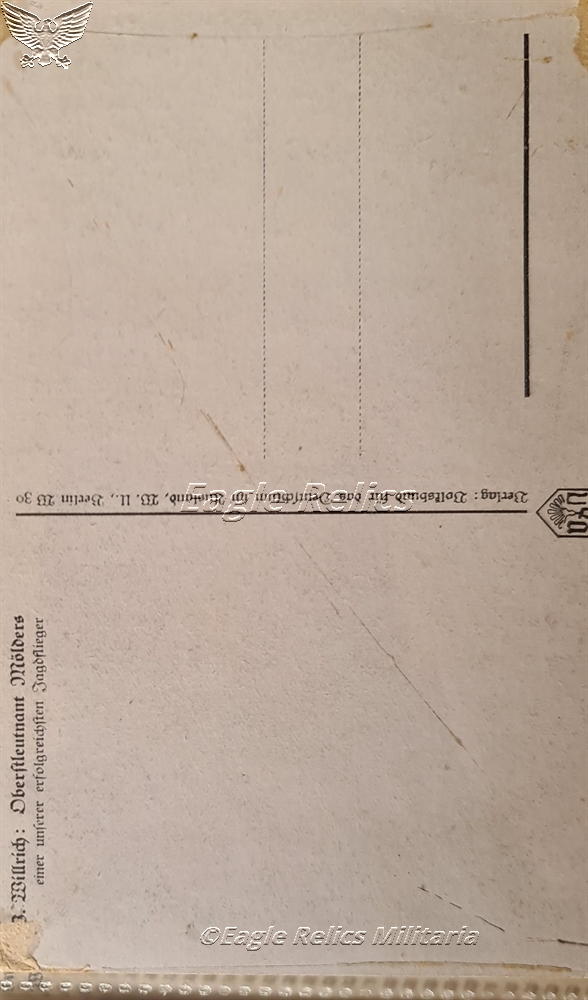 Willrich: Oberstleutnant Mölders
einer unserer erfolgreichsten Jagdflieger
Verlag: Volksbund für das Deutschtum im Ausland, W. U., Berlin W 30
VDA
Eagle Relics
©Eagle Relics Militaria